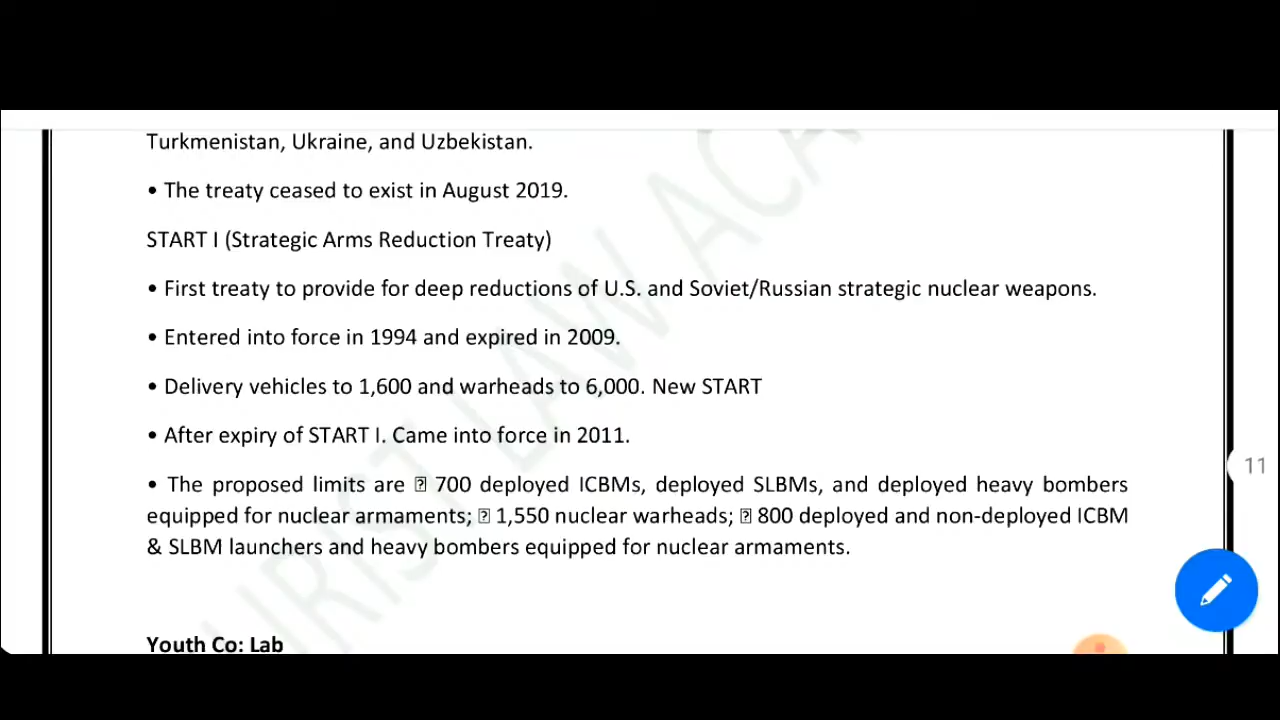 Turkmenistan, Ukraine, and Uzbekistan.
• The treaty ceased to exist in August 2019.
START I (Strategic Arms Reduction Treaty)
• First treaty to provide for deep reductions of U.S. and Soviet/Russian strategic nuclear weapons.
• Entered into force in 1994 and expired in 2009.
• Delivery vehicles to 1,600 and warheads to 6,000. New START
• After expiry of START I. Came into force in 2011.
• The proposed limits are ⍰ 700 deployed ICBMs, deployed SLBMs, and deployed heavy bombers
equipped for nuclear armaments; ⍰ 1,550 nuclear warheads; ⍰ 800 deployed and non-deployed ICBM
& SLBM launchers and heavy bombers equipped for nuclear armaments.
11
Youth Co: Lab